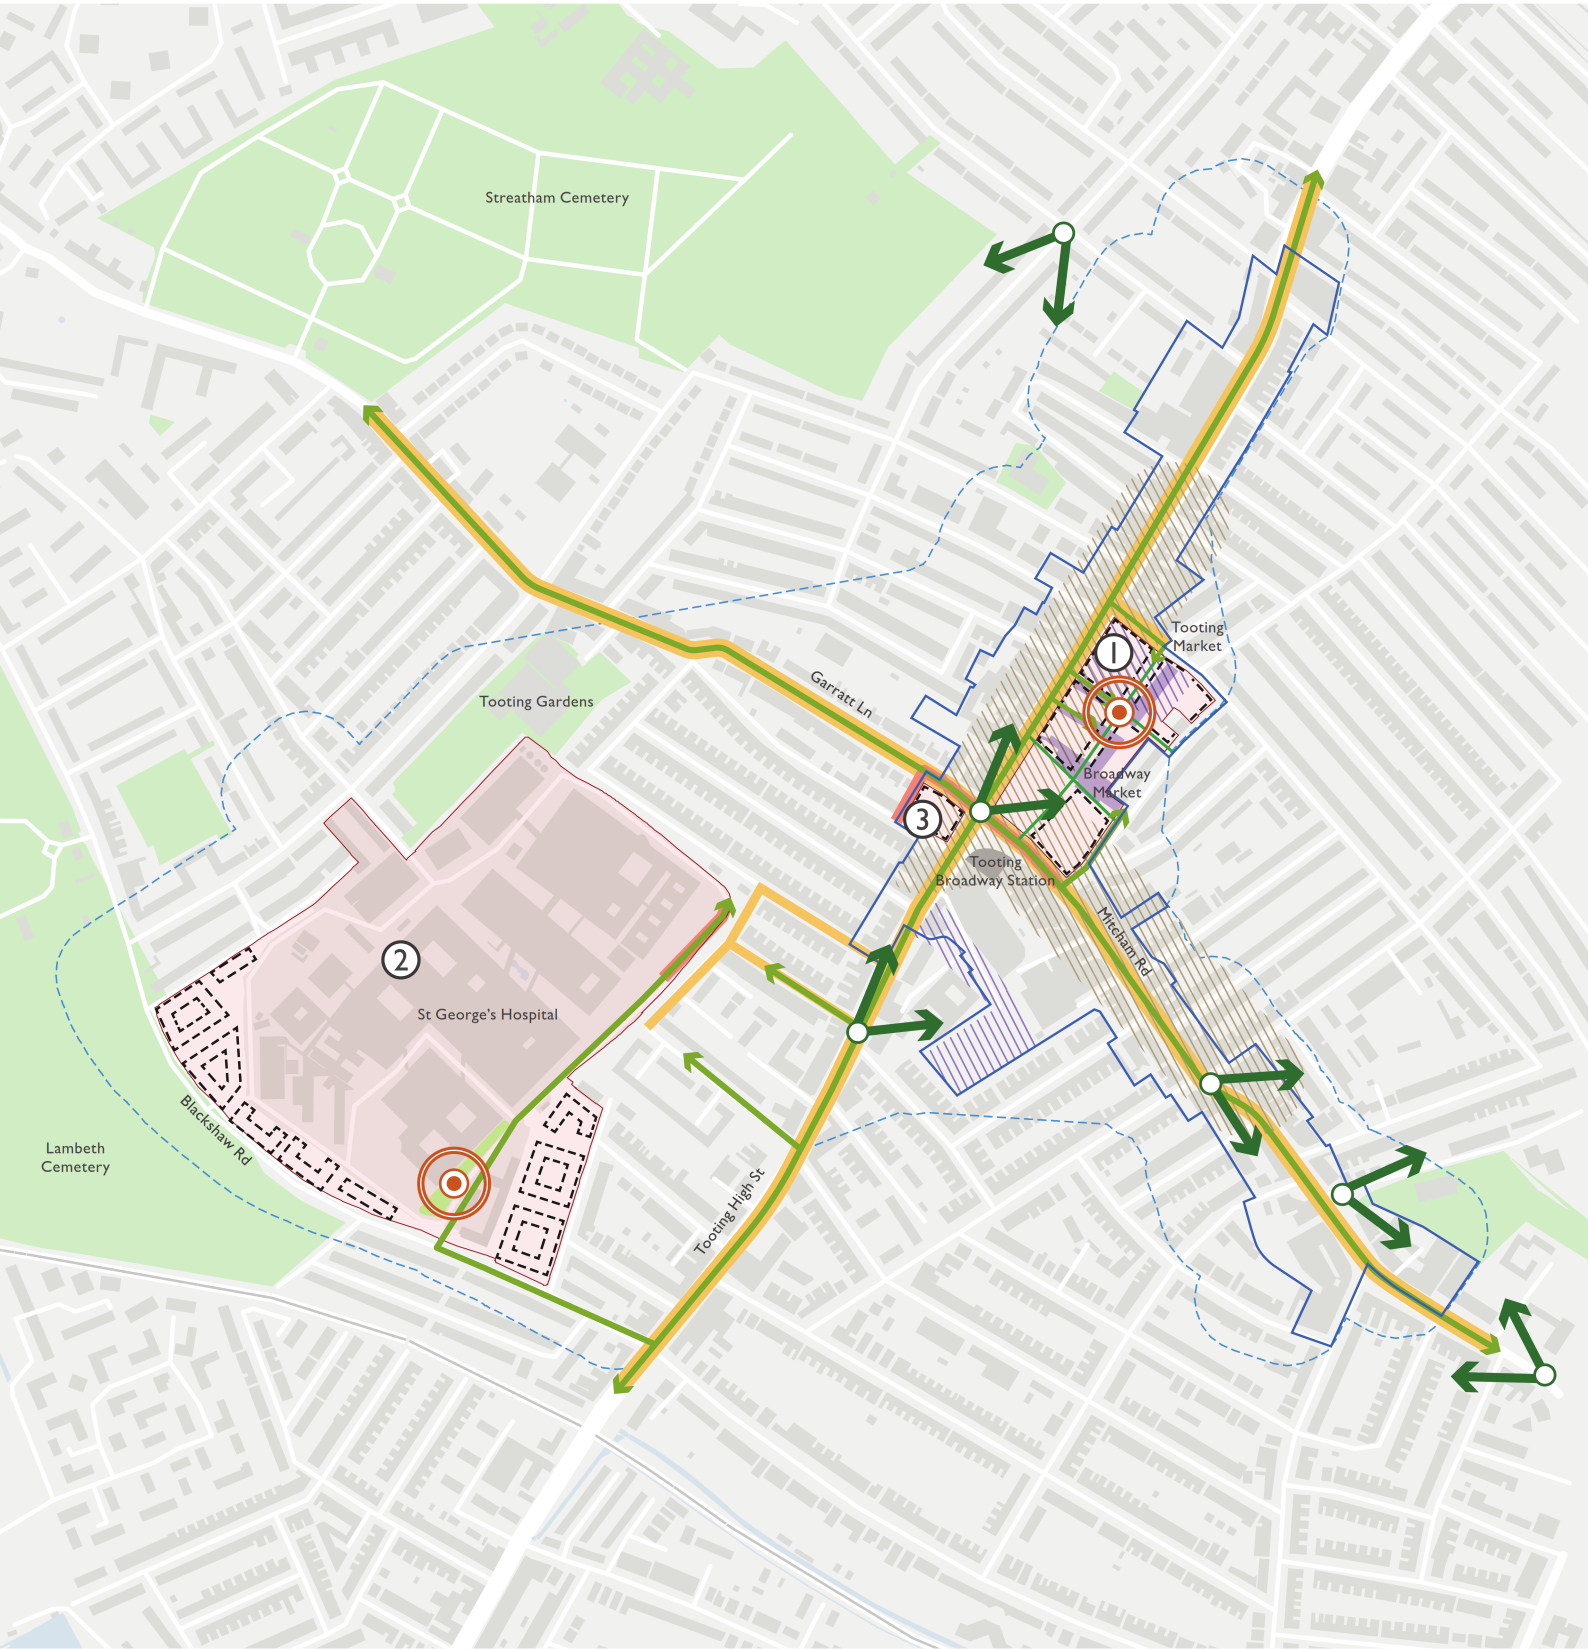 Streatham Cemetery
Tooting
Market
1
Garratt Ln
Tooting Gardens
Broadway
Market
3
Tooting
Broadway Station
Mitcham Rd
2
St George's Hospital
Blackshaw Rd
Lambeth
Cemetery
Tooting High St